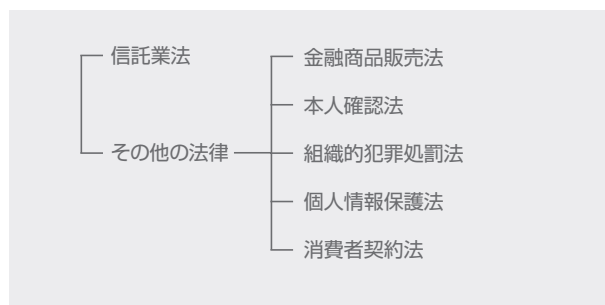 信託業法
その他の法律
金融商品販売法
本人確認法
組織的犯罪処罰法
個人情報保護法
消費者契約法